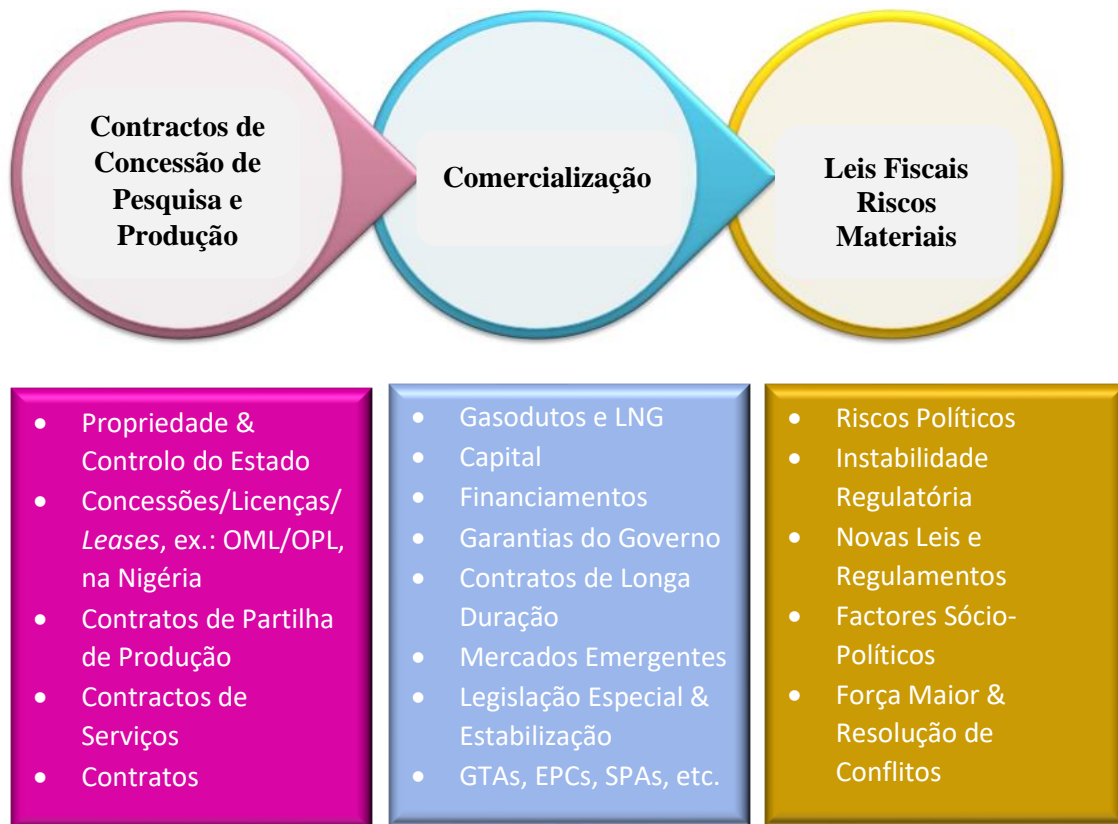 Contractos de
Concessão de
Pesquisa e
Produção
Comercialização
Leis Fiscais
Riscos
Materiais
• Propriedade &
Controlo do Estado
• Concessões/Licenças/
Leases, ex.: OML/OPL,
na Nigéria
• Contratos de Partilha
de Produção
• Contractos de
Serviços
• Contratos
• Gasodutos e LNG
• Capital
• Financiamentos
• Garantias do Governo
• Contratos de Longa
Duração
• Mercados Emergentes
• Legislação Especial &
Estabilização
• GTAs, EPCs, SPAs, etc.
• Riscos Políticos
• Instabilidade
Regulatória
• Novas Leis e
Regulamentos
• Factores Sócio-
Políticos
• Força Maior &
Resolução de
Conflitos